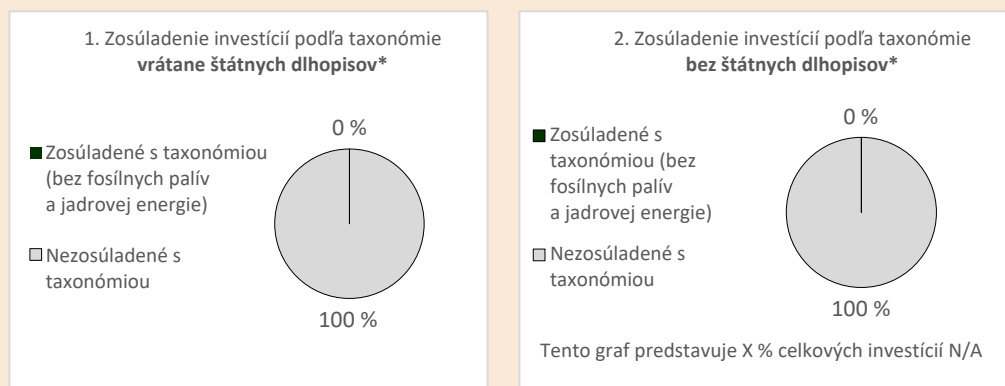 1. Zosúladenie investícií podľa taxonómie
vrátane štátnych dlhopisov*
0 %
Zosúladené s taxonómiou
(bez fosílnych palív
a jadrovej energie)
Nezosúladené s
taxonómiou
100 %
2. Zosúladenie investícií podľa taxonómie
bez štátnych dlhopisov*
0 %
Zosúladené s
taxonómiou (bez
fosílnych palív
a jadrovej energie)
Nezosúladené s
taxonómiou
100 %
Tento graf predstavuje X % celkových investícií N/A